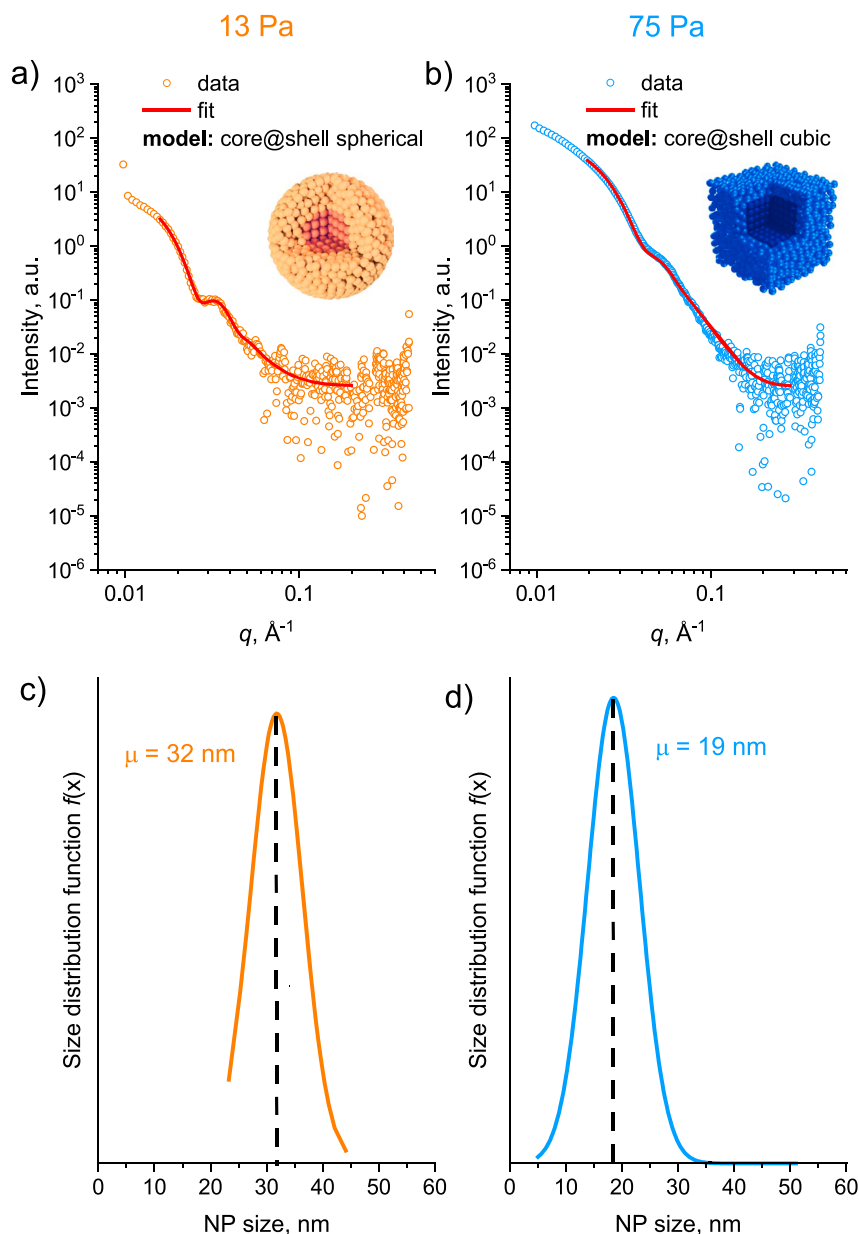 13 Pa
75 Pa
a)
data
fit
model: core@shell spherical
10³
10²
10¹
10⁰
10⁻¹
10⁻²
10⁻³
10⁻⁴
10⁻⁵
10⁻⁶
Intensity, a.u.
0.01
0.1
q, Å⁻¹
b)
data
fit
model: core@shell cubic
10³
10²
10¹
10⁰
10⁻¹
10⁻²
10⁻³
10⁻⁴
10⁻⁵
10⁻⁶
Intensity, a.u.
0.01
0.1
q, Å⁻¹
c)
μ = 32 nm
Size distribution function f(x)
0 10 20 30 40 50 60
NP size, nm
d)
μ = 19 nm
Size distribution function f(x)
0 10 20 30 40 50 60
NP size, nm